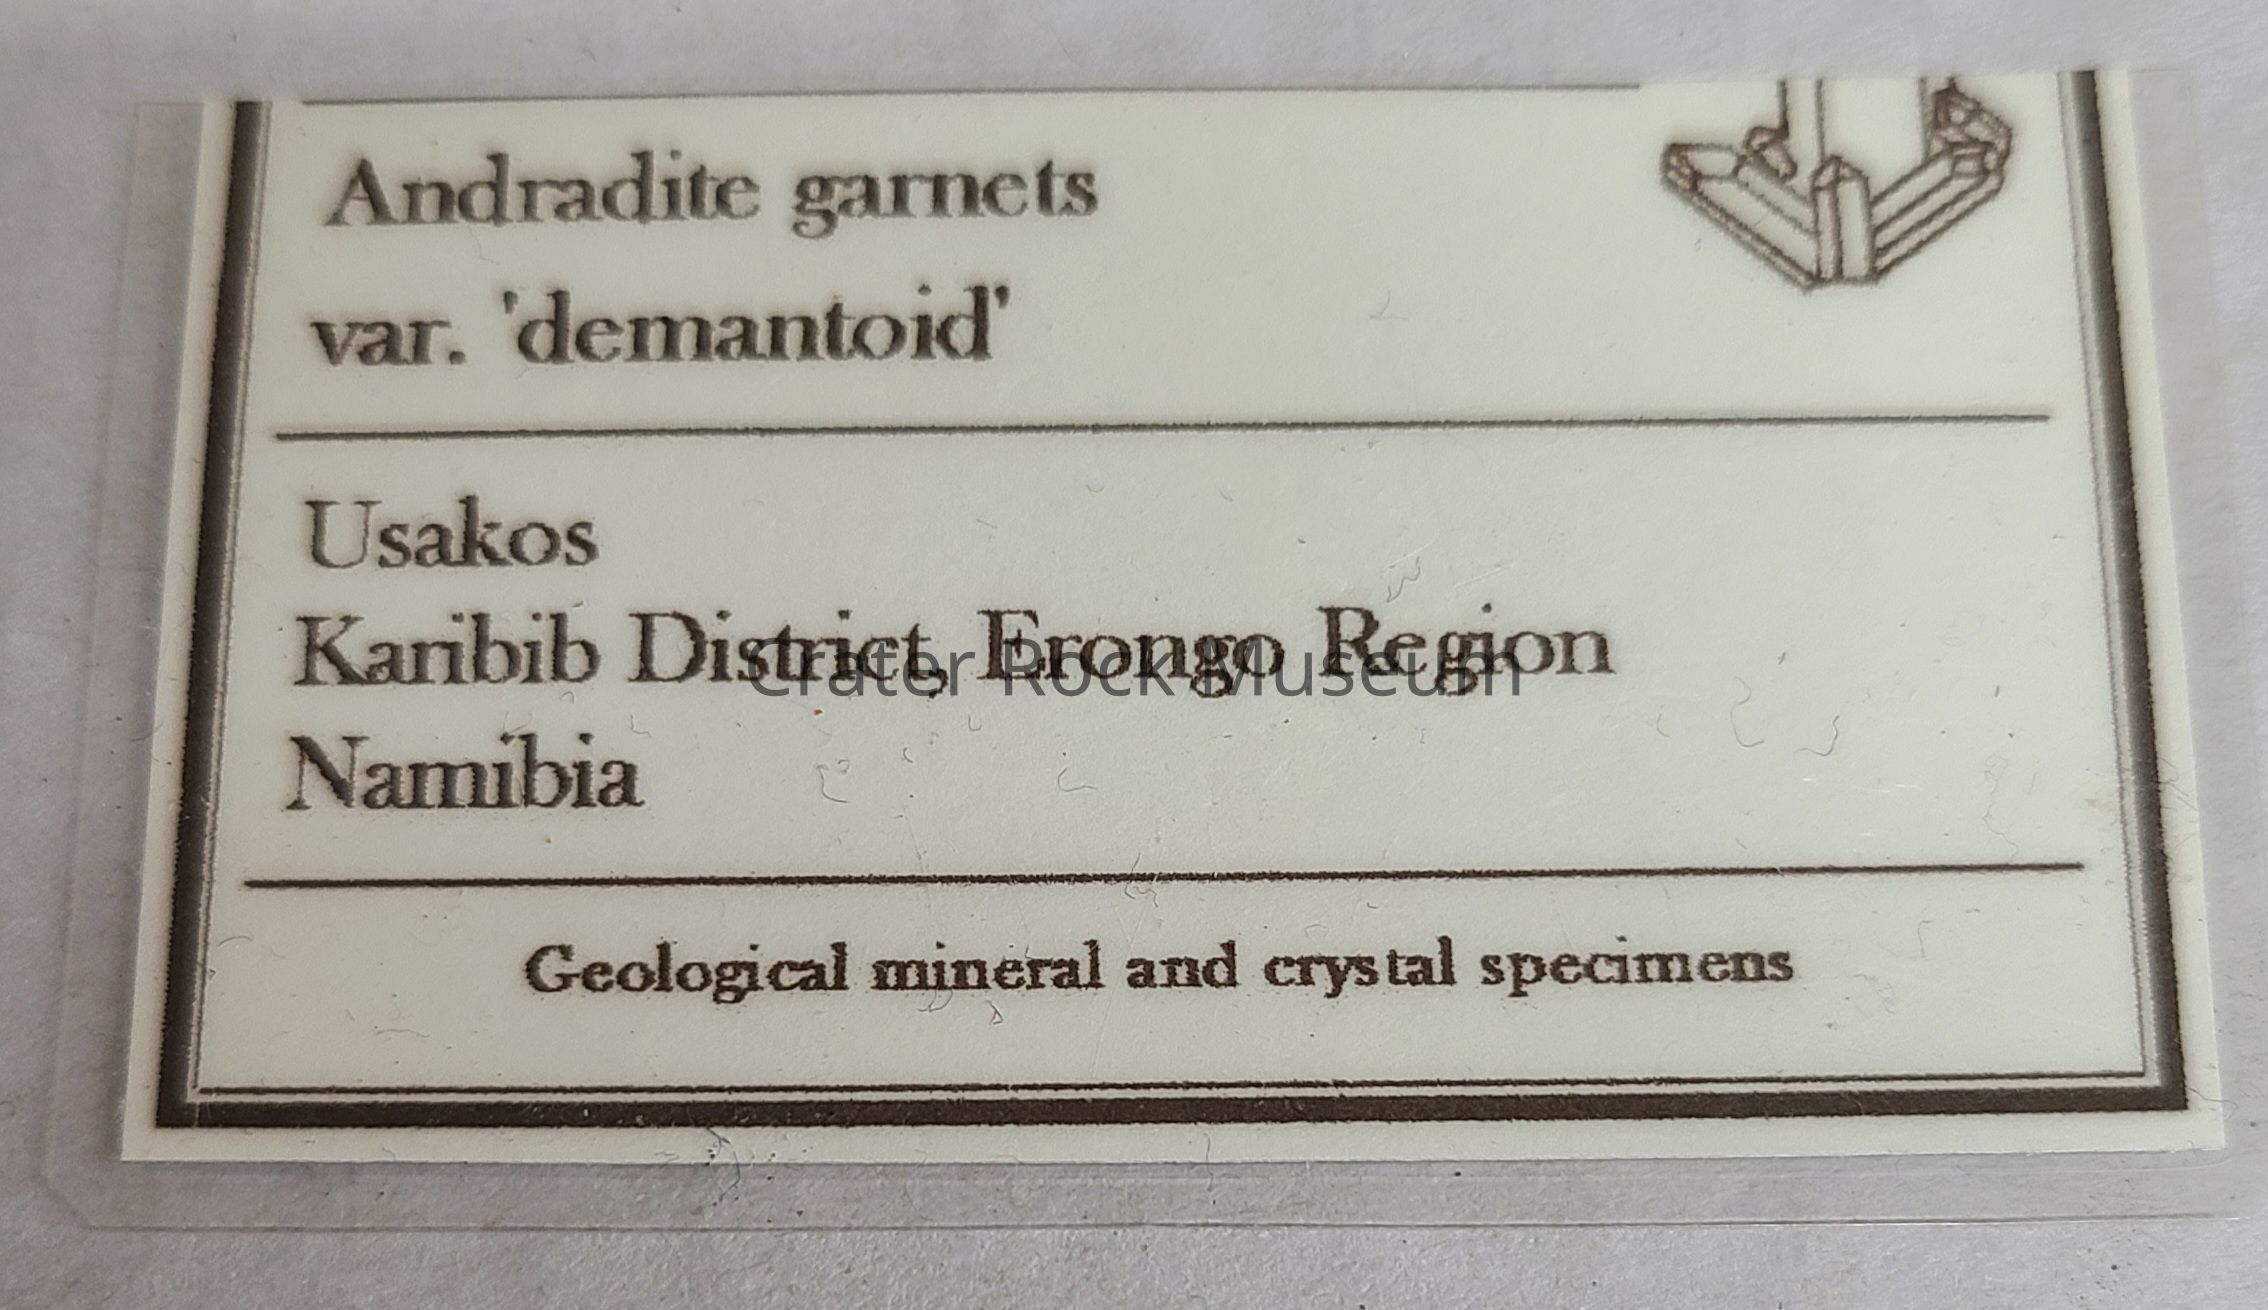 Andradite garnets
var. 'demantoid'
Usakos
Karibib District, Erongo Region
Crater Rock Museum
Namibia
Geological mineral and crystal specimens